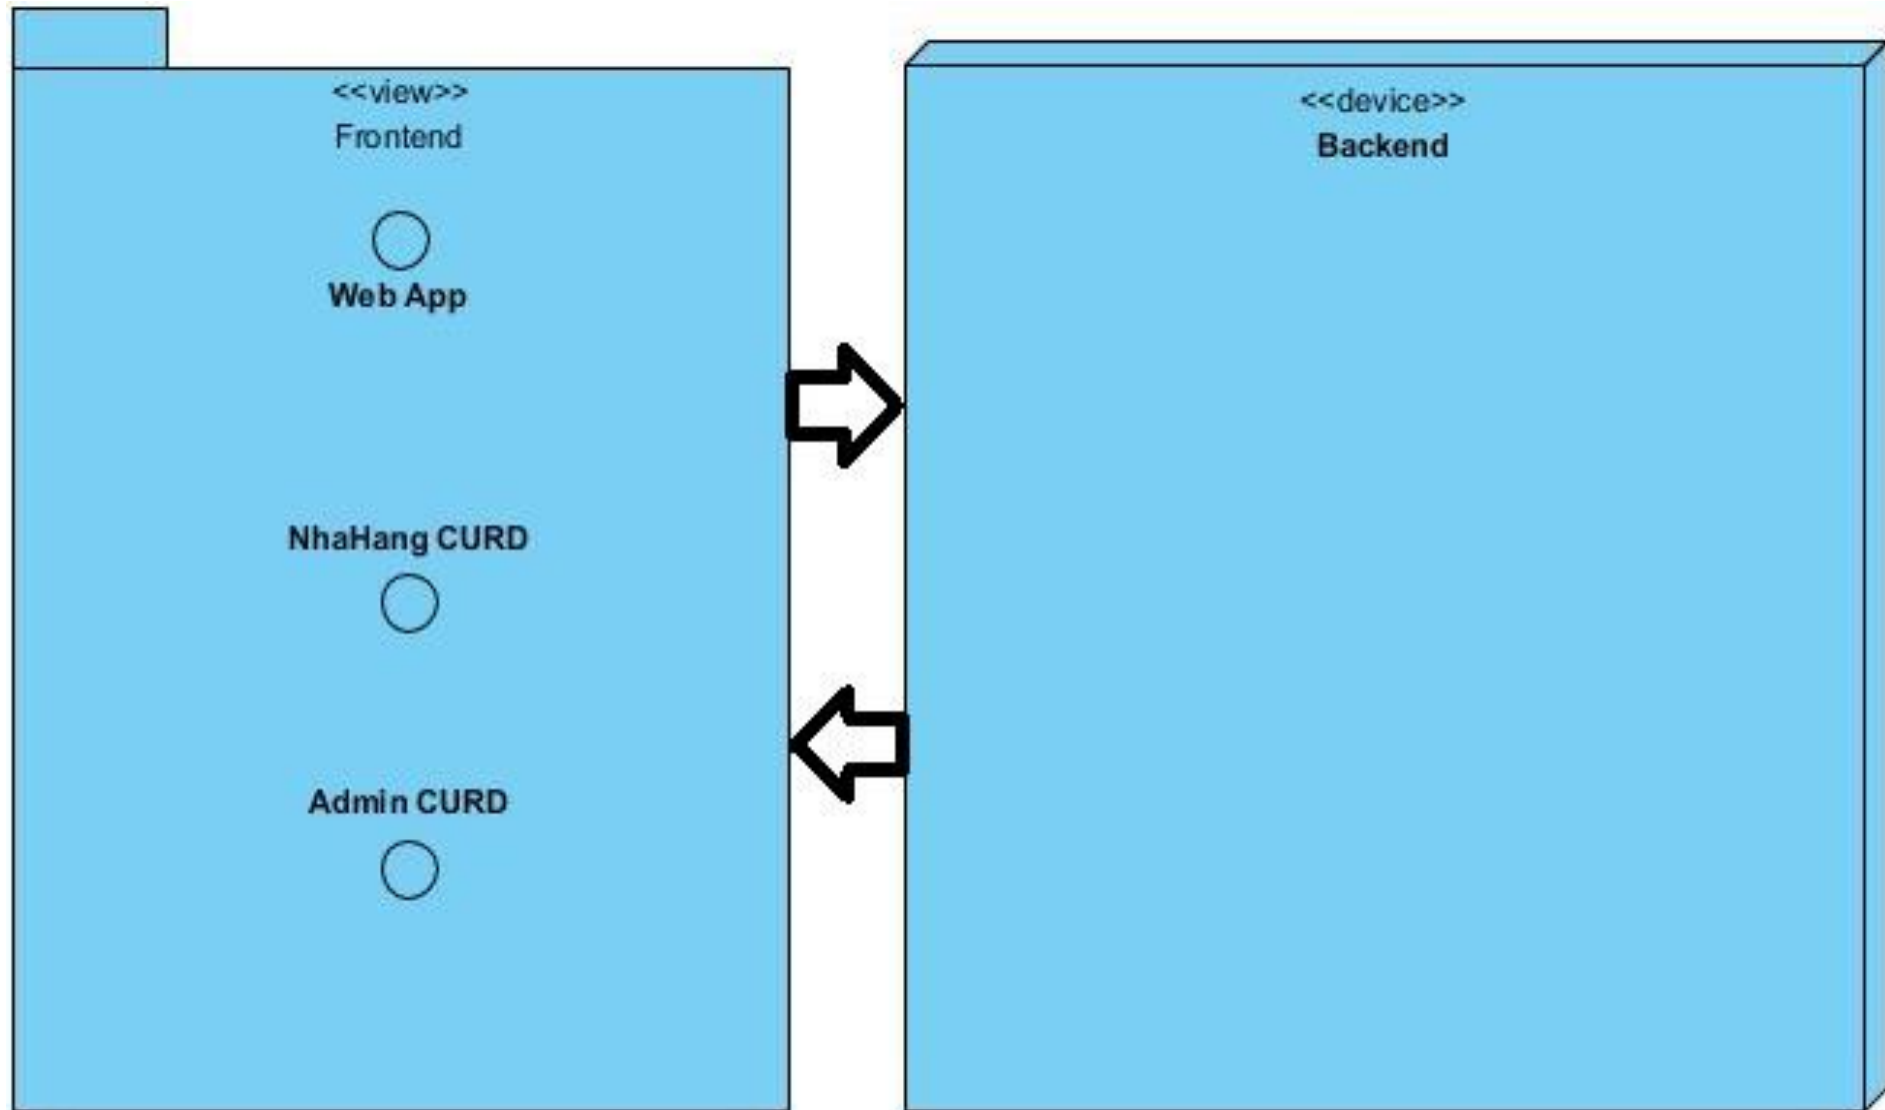 <<view>>
Frontend
Web App
NhaHang CURD
Admin CURD
<<device>>
Backend